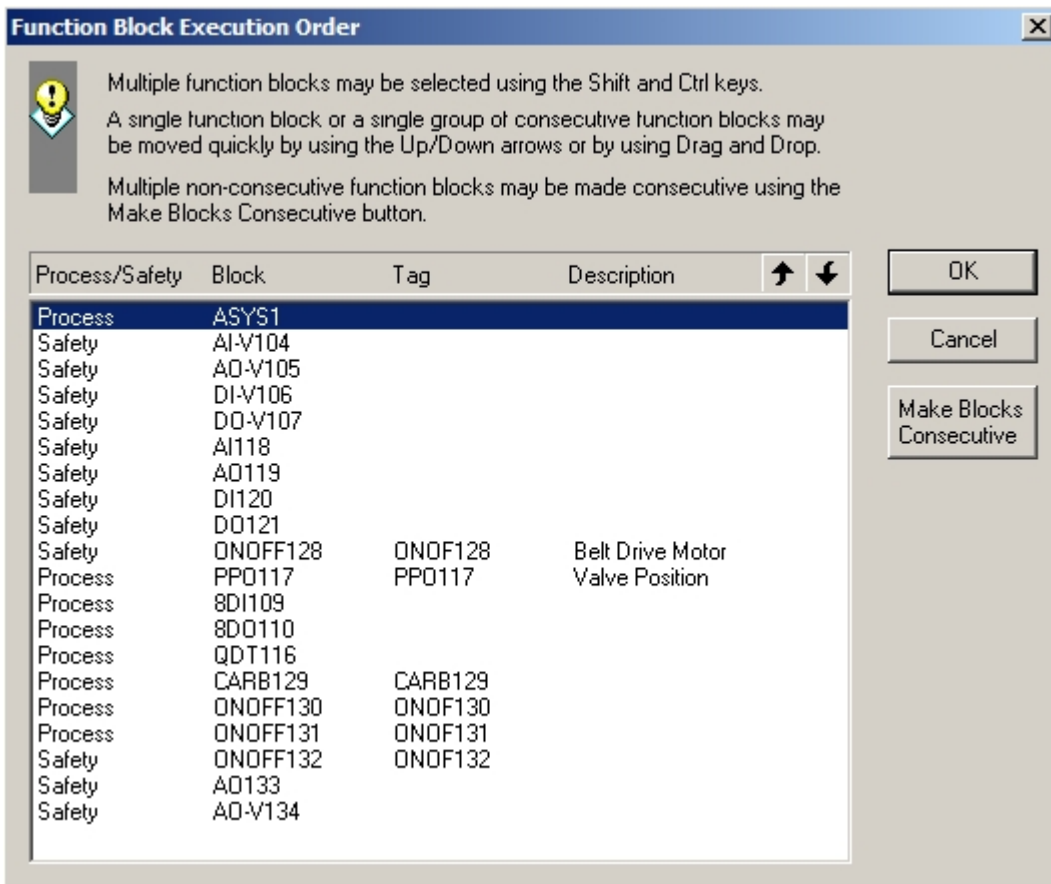 Function Block Execution Order
Multiple function blocks may be selected using the Shift and Ctrl keys.
A single function block or a single group of consecutive function blocks may
be moved quickly by using the Up/Down arrows or by using Drag and Drop.
Multiple non-consecutive function blocks may be made consecutive using the
Make Blocks Consecutive button.
Process/Safety Block Tag Description
Process ASYS1
Safety AI-V104
Safety AO-V105
Safety DI-V106
Safety DO-V107
Safety AI118
Safety AO119
Safety DI120
Safety DO121
Safety ONOFF128 ONOF128 Belt Drive Motor
Process PPO117 PPO117 Valve Position
Process 8DI109
Process 8DO110
Process QDT116
Process CARB129 CARB129
Process ONOFF130 ONOF130
Process ONOFF131 ONOF131
Safety ONOFF132 ONOF132
Safety AO133
Safety AO-V134
OK
Cancel
Make Blocks
Consecutive